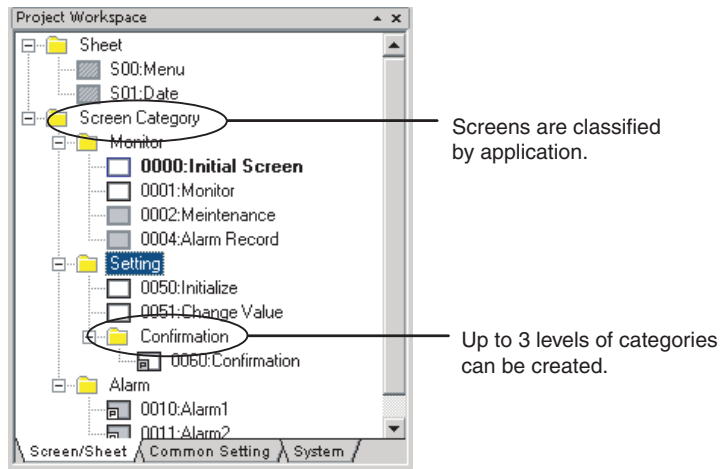 Project Workspace
Sheet
S00:Menu
S01:Date
Screen Category
Monitor
0000:Initial Screen
0001:Monitor
0002:Meintenance
0004:Alarm Record
Setting
0050:Initialize
0051:Change Value
Confirmation
0060:Confirmation
Alarm
0010:Alarm1
0011:Alarm2
Screen/Sheet Common Setting System
Screens are classified
by application.
Up to 3 levels of categories
can be created.